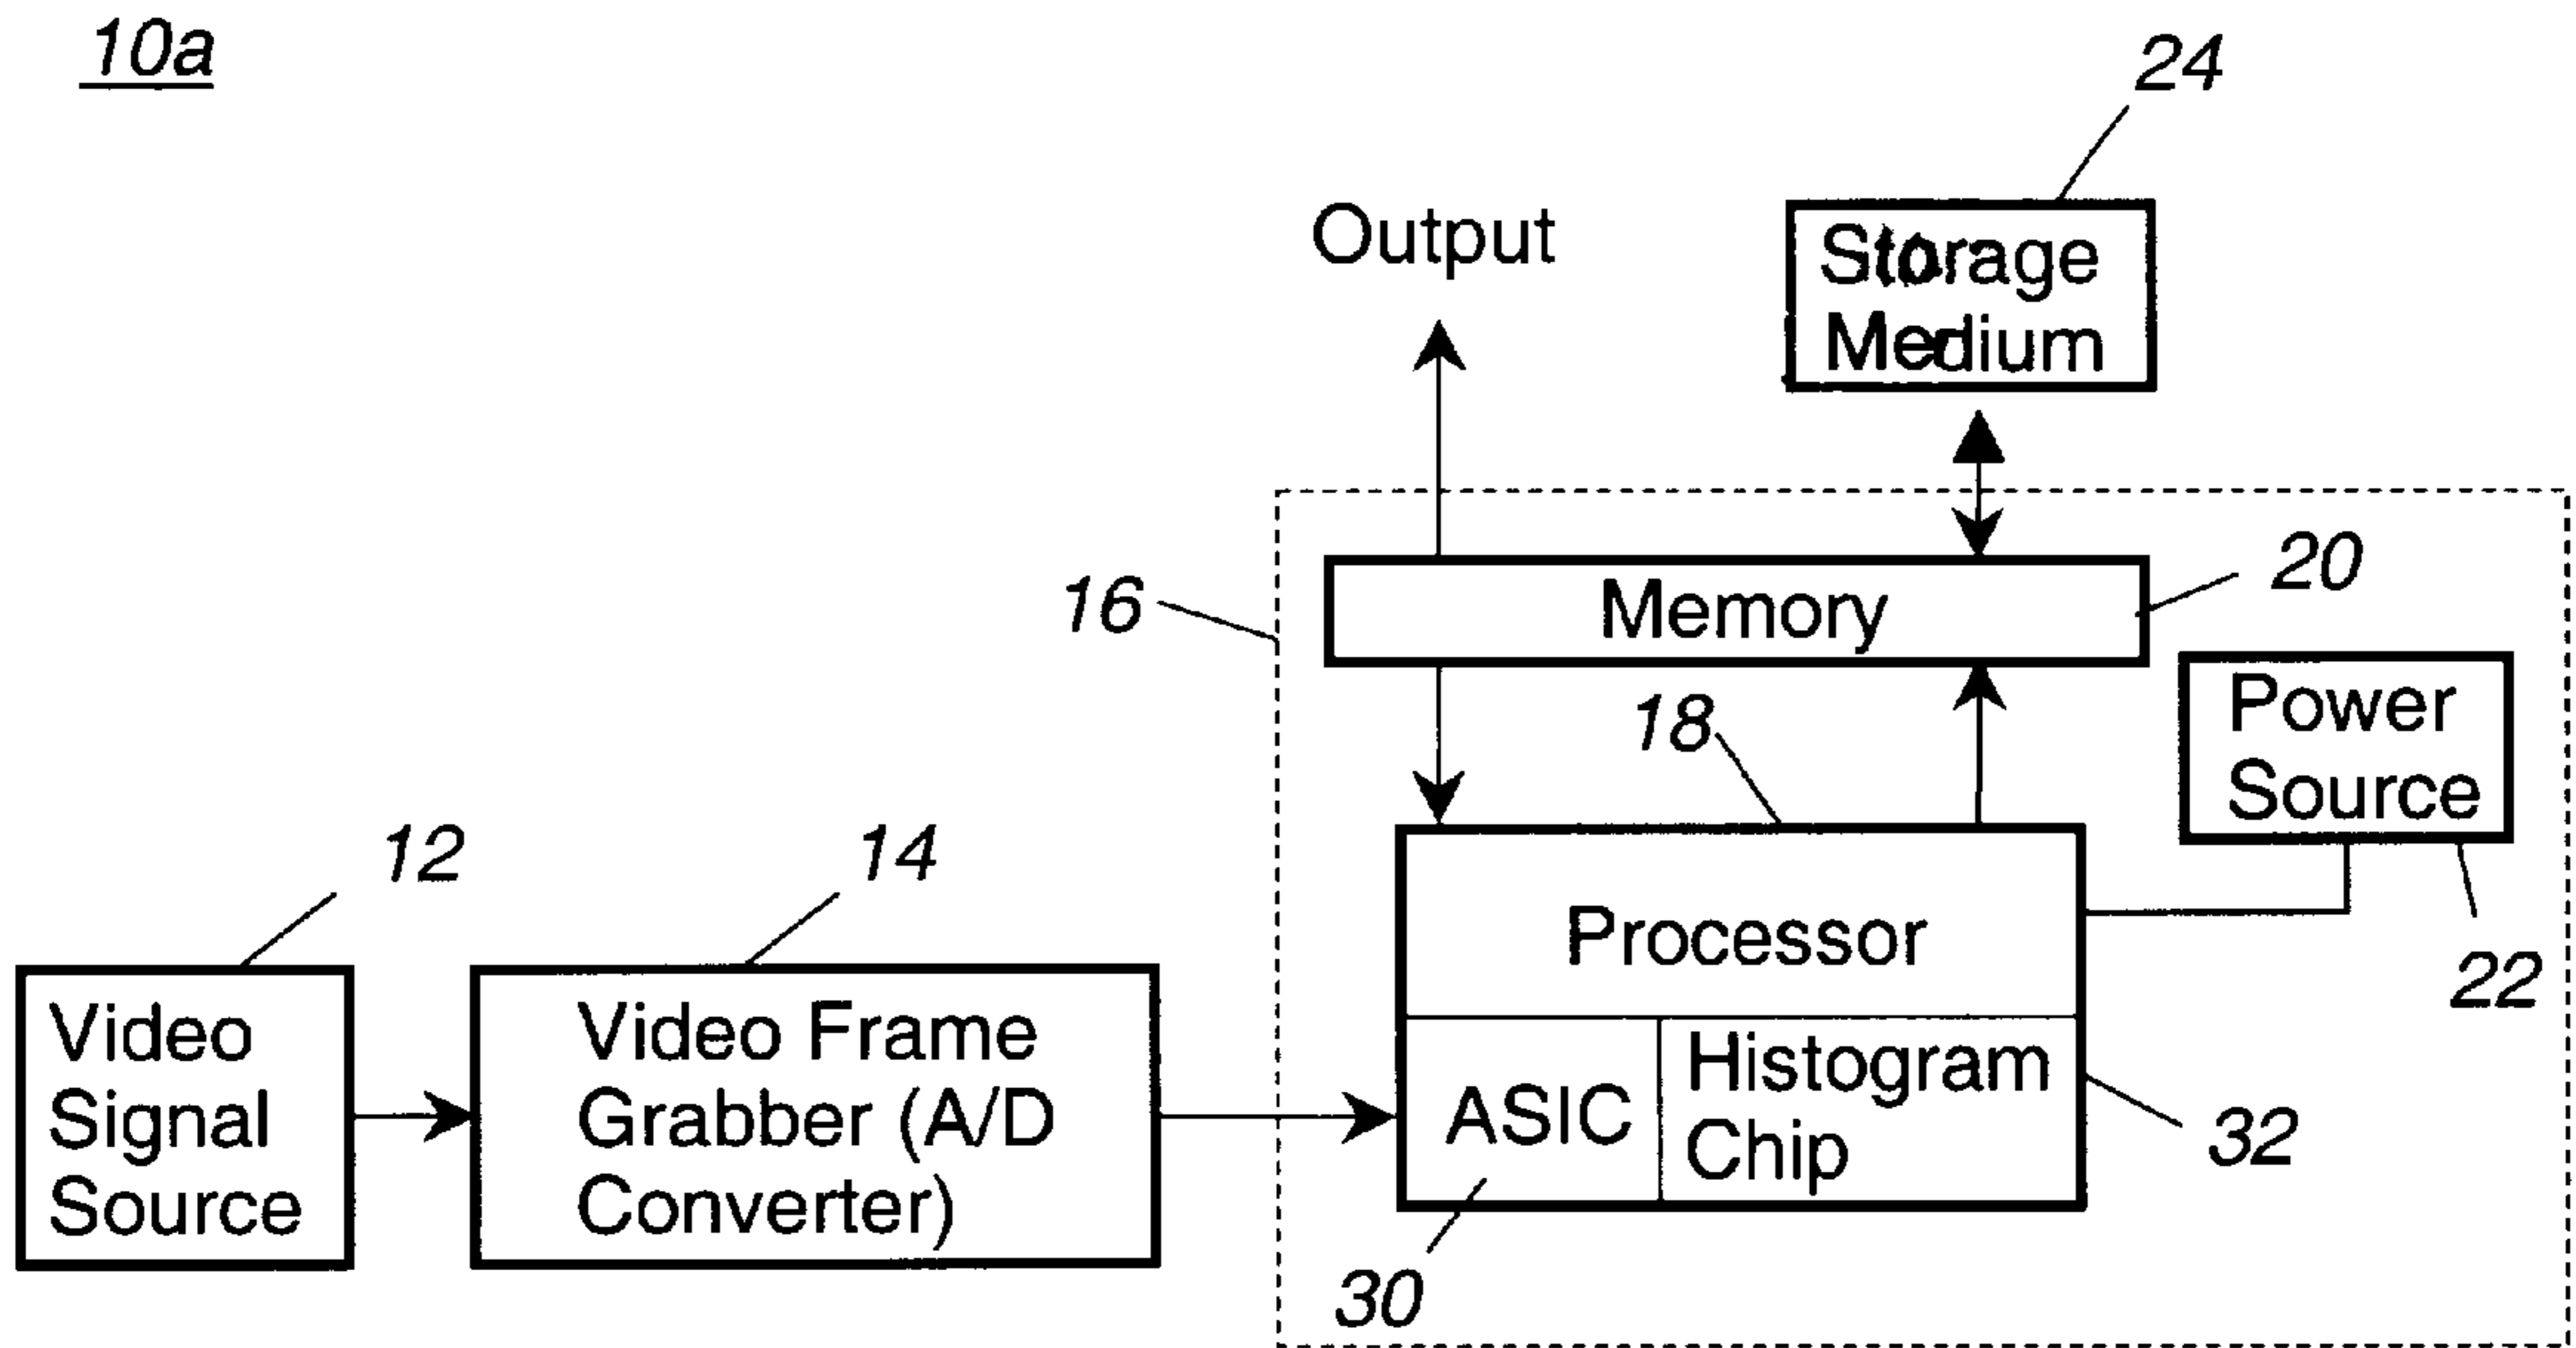 10a
24
Output
Storage
Medium
16
Memory
20
18
Power
Source
22
12
14
Video
Signal
Source
Video Frame
Grabber (A/D
Converter)
Processor
ASIC
Histogram
Chip
32
30